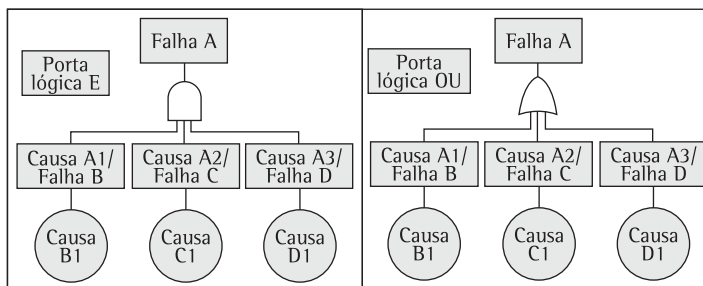 Falha A
Porta
lógica E
Causa A1/
Falha B
Causa A2/
Falha C
Causa A3/
Falha D
Causa
B1
Causa
C1
Causa
D1
Falha A
Porta
lógica OU
Causa A1/
Falha B
Causa A2/
Falha C
Causa A3/
Falha D
Causa
B1
Causa
C1
Causa
D1